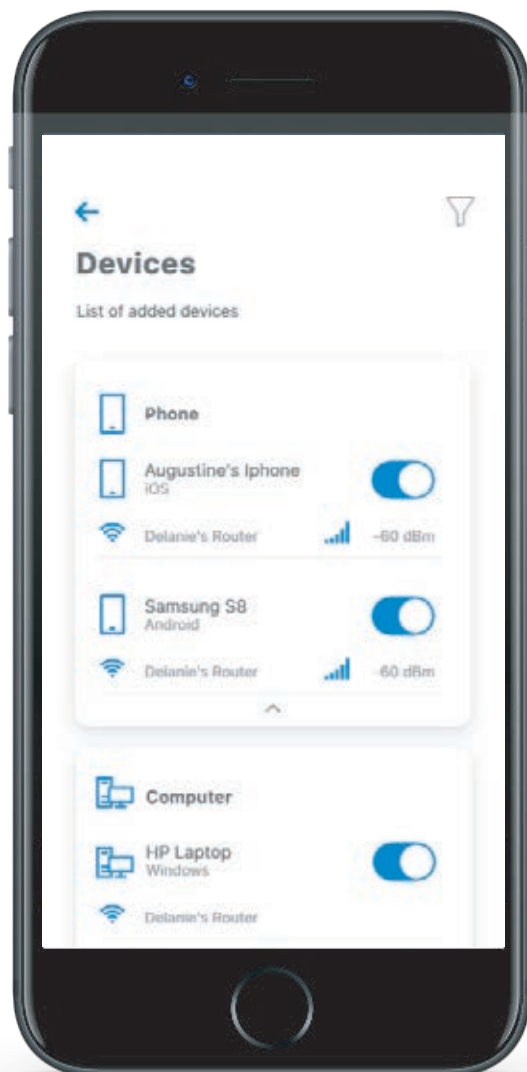 Devices
List of added devices
Phone
Augustine's Iphone
iOS
Delanie's Router -60 dBm
Samsung S8
Android
Delanie's Router -60 dBm
Computer
HP Laptop
Windows
Delanie's Router